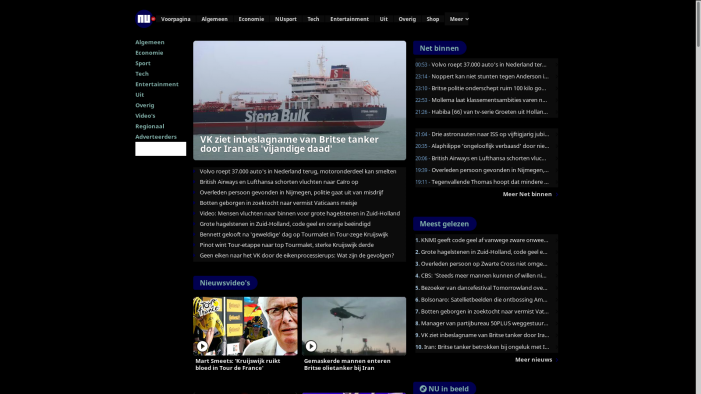 NU
Voorpagina Algemeen Economie NUsport Tech Entertainment Uit Overig Shop Meer
Algemeen
Economie
Sport
Tech
Entertainment
Uit
Overig
Video's
Regionaal
Adverteerders
Stena Bulk
VK ziet inbeslagname van Britse tanker
door Iran als 'vijandige daad'
Volvo roept 37.000 auto's in Nederland terug, motoronderdeel kan smelten
British Airways en Lufthansa schorten vluchten naar Caïro op
Overleden persoon gevonden in Nijmegen, politie gaat uit van misdrijf
Botten geborgen in zoektocht naar vermist Vaticaans meisje
Video: Mensen vluchten naar binnen voor grote hagelstenen in Zuid-Holland
Grote hagelstenen in Zuid-Holland, code geel en oranje beëindigd
Bennett gelooft na 'geweldige' dag op Tourmalet in Tour-zege Kruijswijk
Pinot wint Tour-etappe naar top Tourmalet, sterke Kruijswijk derde
Geen eiken naar het VK door de eikenprocessierups: Wat zijn de gevolgen?
Nieuwsvideo's
Mart Smeets: 'Kruijswijk ruikt
bloed in Tour de France'
Gemaskerde mannen enteren
Britse olietanker bij Iran
Net binnen
00:53 - Volvo roept 37.000 auto's in Nederland ter...
23:14 - Noppert kan niet stunten tegen Anderson i...
23:10 - Britse politie onderschept ruim 100 kilo go...
22:53 - Mollema laat klassementsambities varen n...
21:26 - Habiba (66) van tv-serie Groeten uit Hollan...
21:04 - Drie astronauten naar ISS op vijftigjarig jubi...
20:35 - Alaphilippe 'ongelooflijk verbaasd' door nie...
20:06 - British Airways en Lufthansa schorten vluc...
19:39 - Overleden persoon gevonden in Nijmegen,...
19:11 - Tegenvallende Thomas hoopt dat mindere ...
Meer Net binnen
Meest gelezen
1. KNMI geeft code geel af vanwege zware onwee...
2. Grote hagelstenen in Zuid-Holland, code geel e...
3. Overleden persoon op Zwarte Cross niet omge...
4. CBS: 'Steeds meer mannen kunnen of willen ni...
5. Bezoeker van dancefestival Tomorrowland ove...
6. Bolsonaro: Satellietbeelden die ontbossing Am...
7. Botten geborgen in zoektocht naar vermist Vat...
8. Manager van partijbureau 50PLUS weggestuur...
9. VK ziet inbeslagname van Britse tanker door Ira...
10. Iran: Britse tanker betrokken bij ongeluk met I...
Meer nieuws
NU in beeld